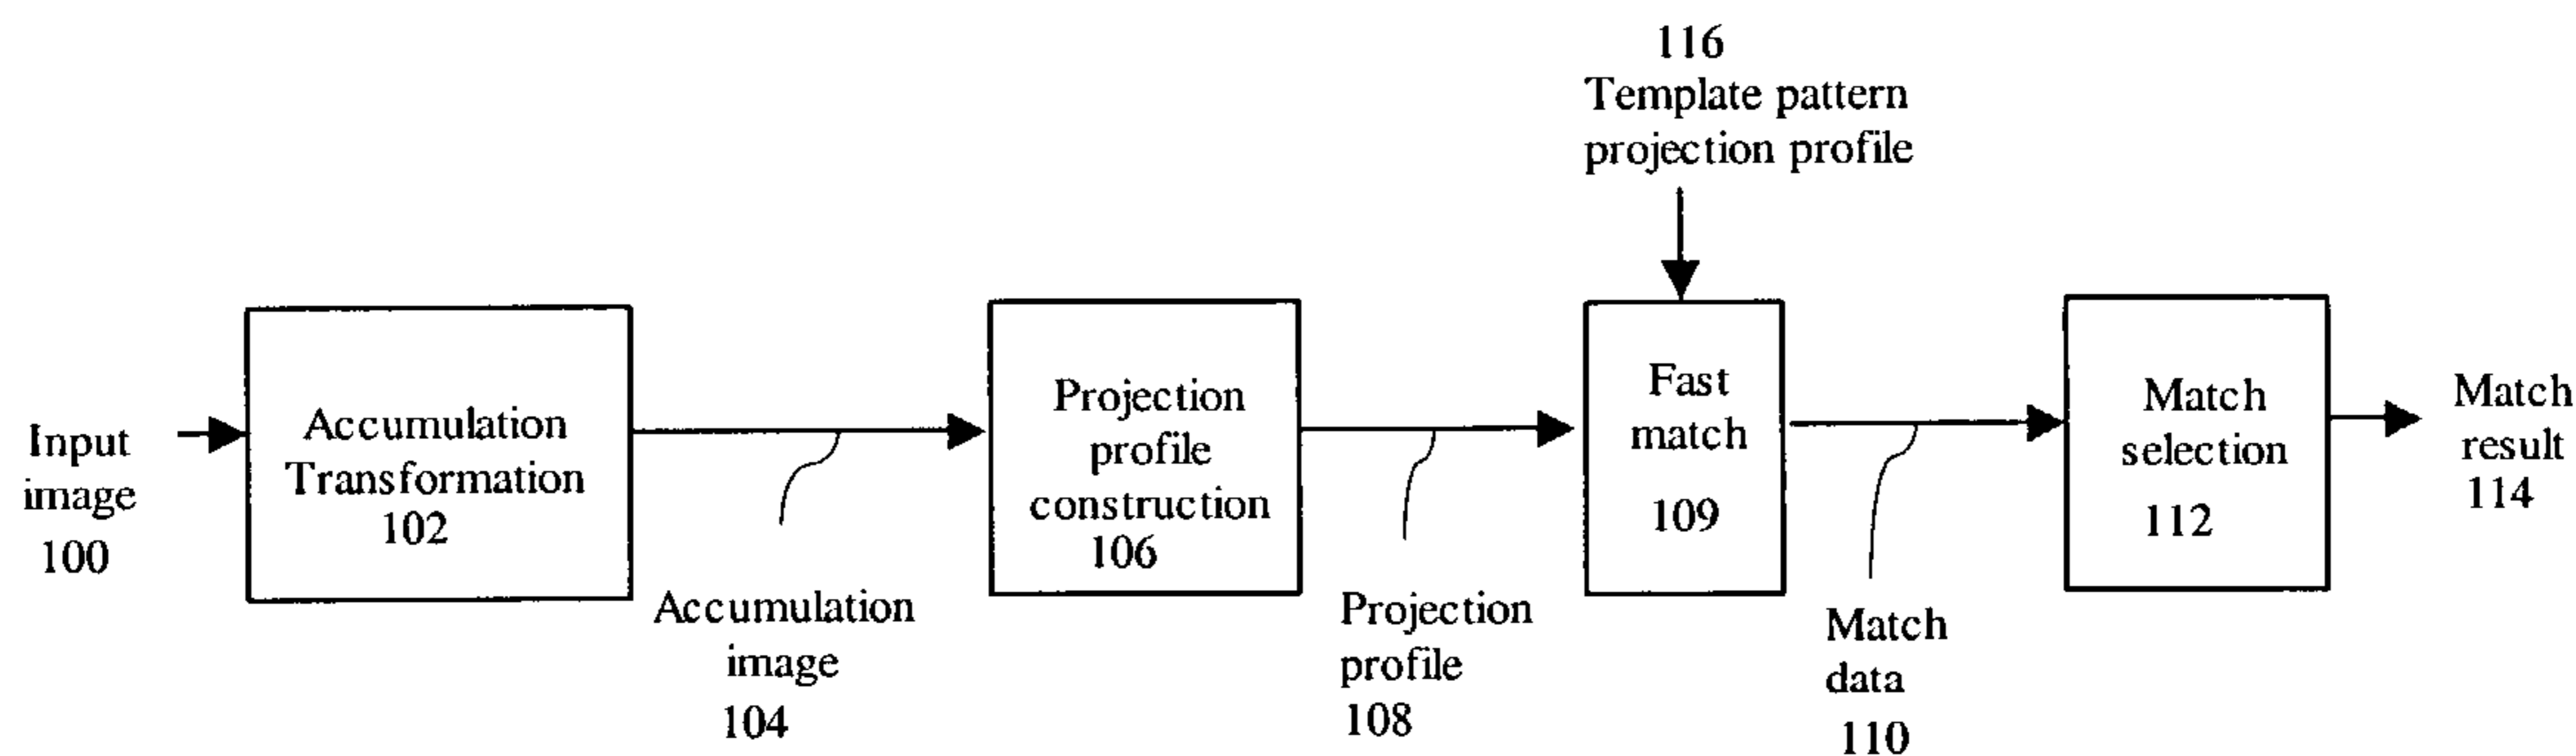 116
Template pattern
projection profile
Input
image
100
Accumulation
Transformation
102
Accumulation
image
104
Projection
profile
construction
106
Projection
profile
108
Fast
match
109
Match
data
110
Match
selection
112
Match
result
114